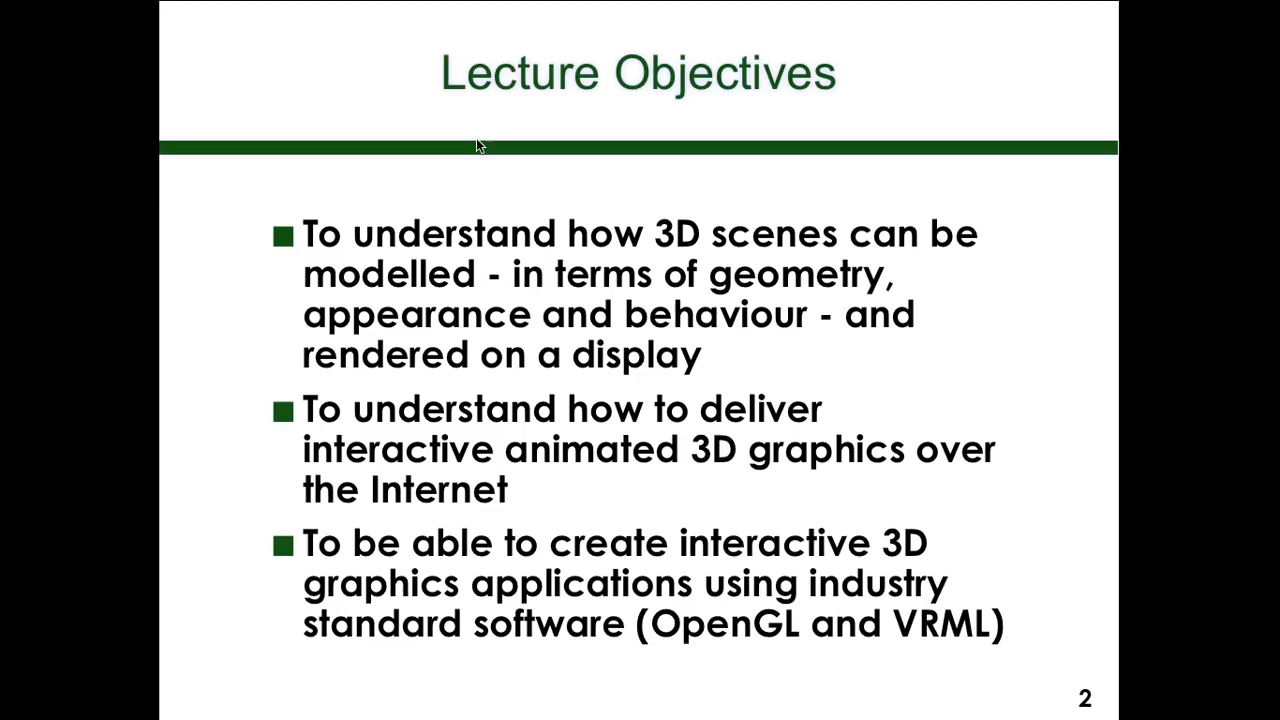 Lecture Objectives
To understand how 3D scenes can be
modelled - in terms of geometry,
appearance and behaviour - and
rendered on a display
To understand how to deliver
interactive animated 3D graphics over
the Internet
To be able to create interactive 3D
graphics applications using industry
standard software (OpenGL and VRML)
2